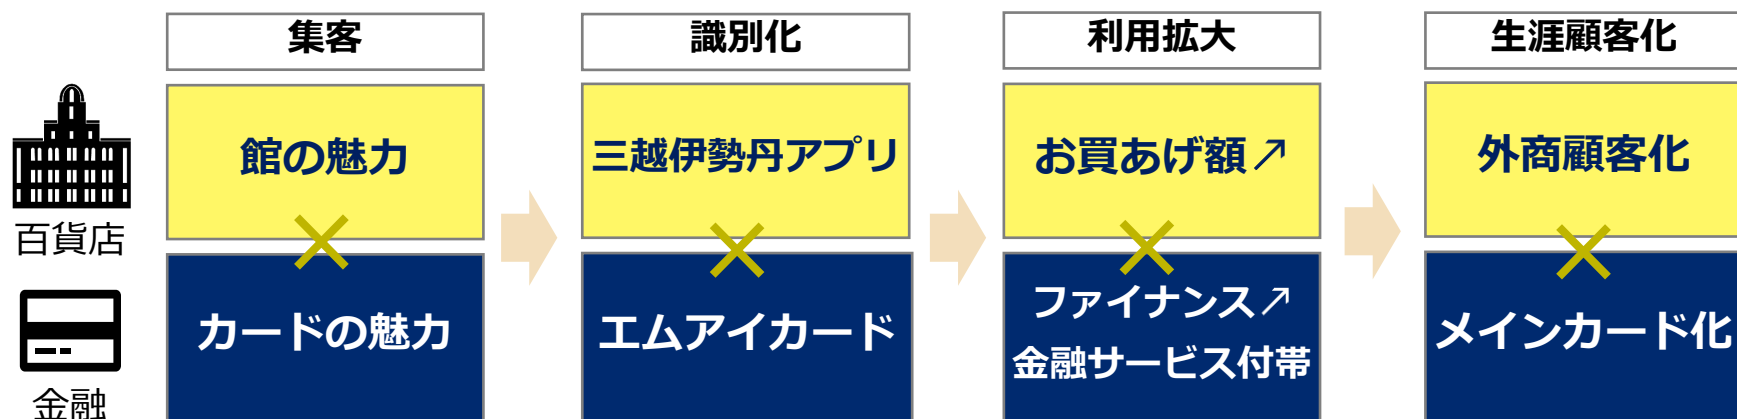 集客
識別化
利用拡大
生涯顧客化
百貨店
館の魅力
三越伊勢丹アプリ
お買あげ額↗
外商顧客化
×
×
×
×
金融
カードの魅力
エムアイカード
ファイナンス↗
金融サービス付帯
メインカード化